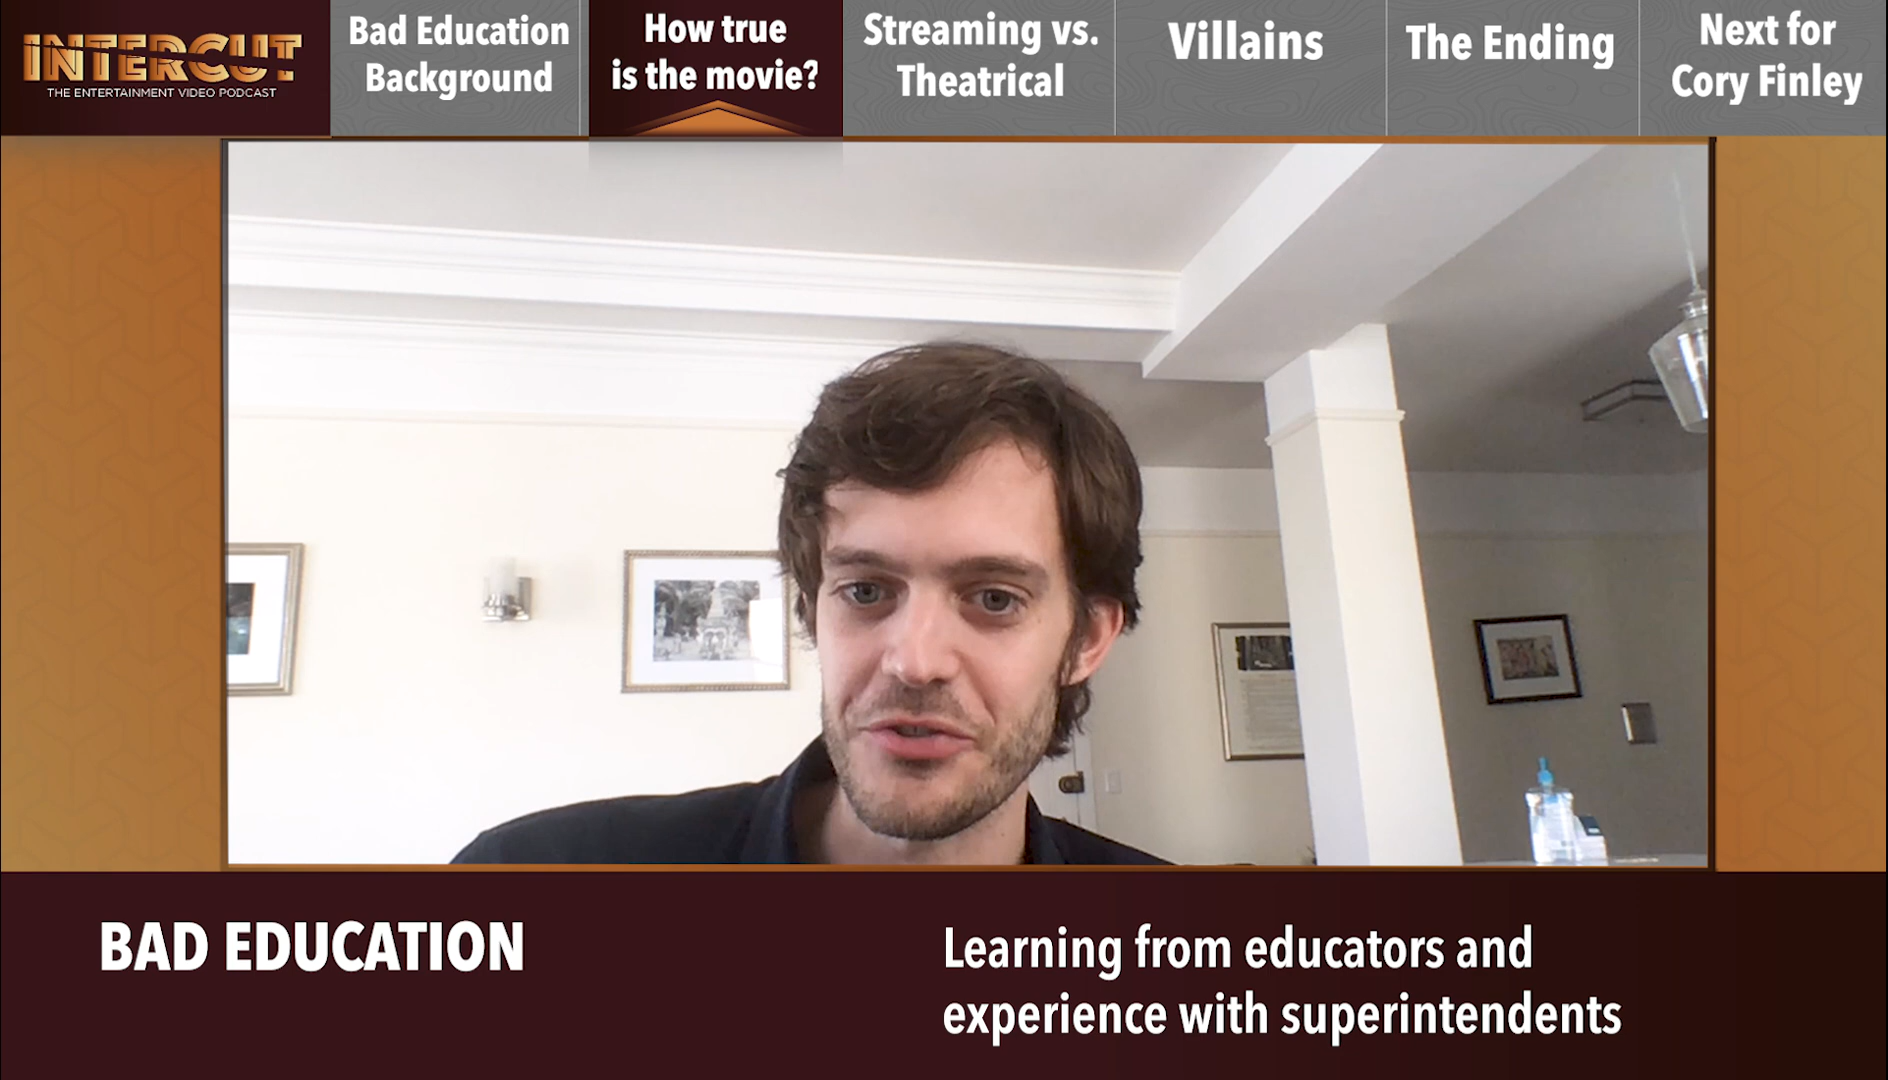 INTERCUT
THE ENTERTAINMENT VIDEO PODCAST
Bad Education
Background
How true
is the movie?
Streaming vs.
Theatrical
Villains
The Ending
Next for
Cory Finley
BAD EDUCATION
Learning from educators and
experience with superintendents